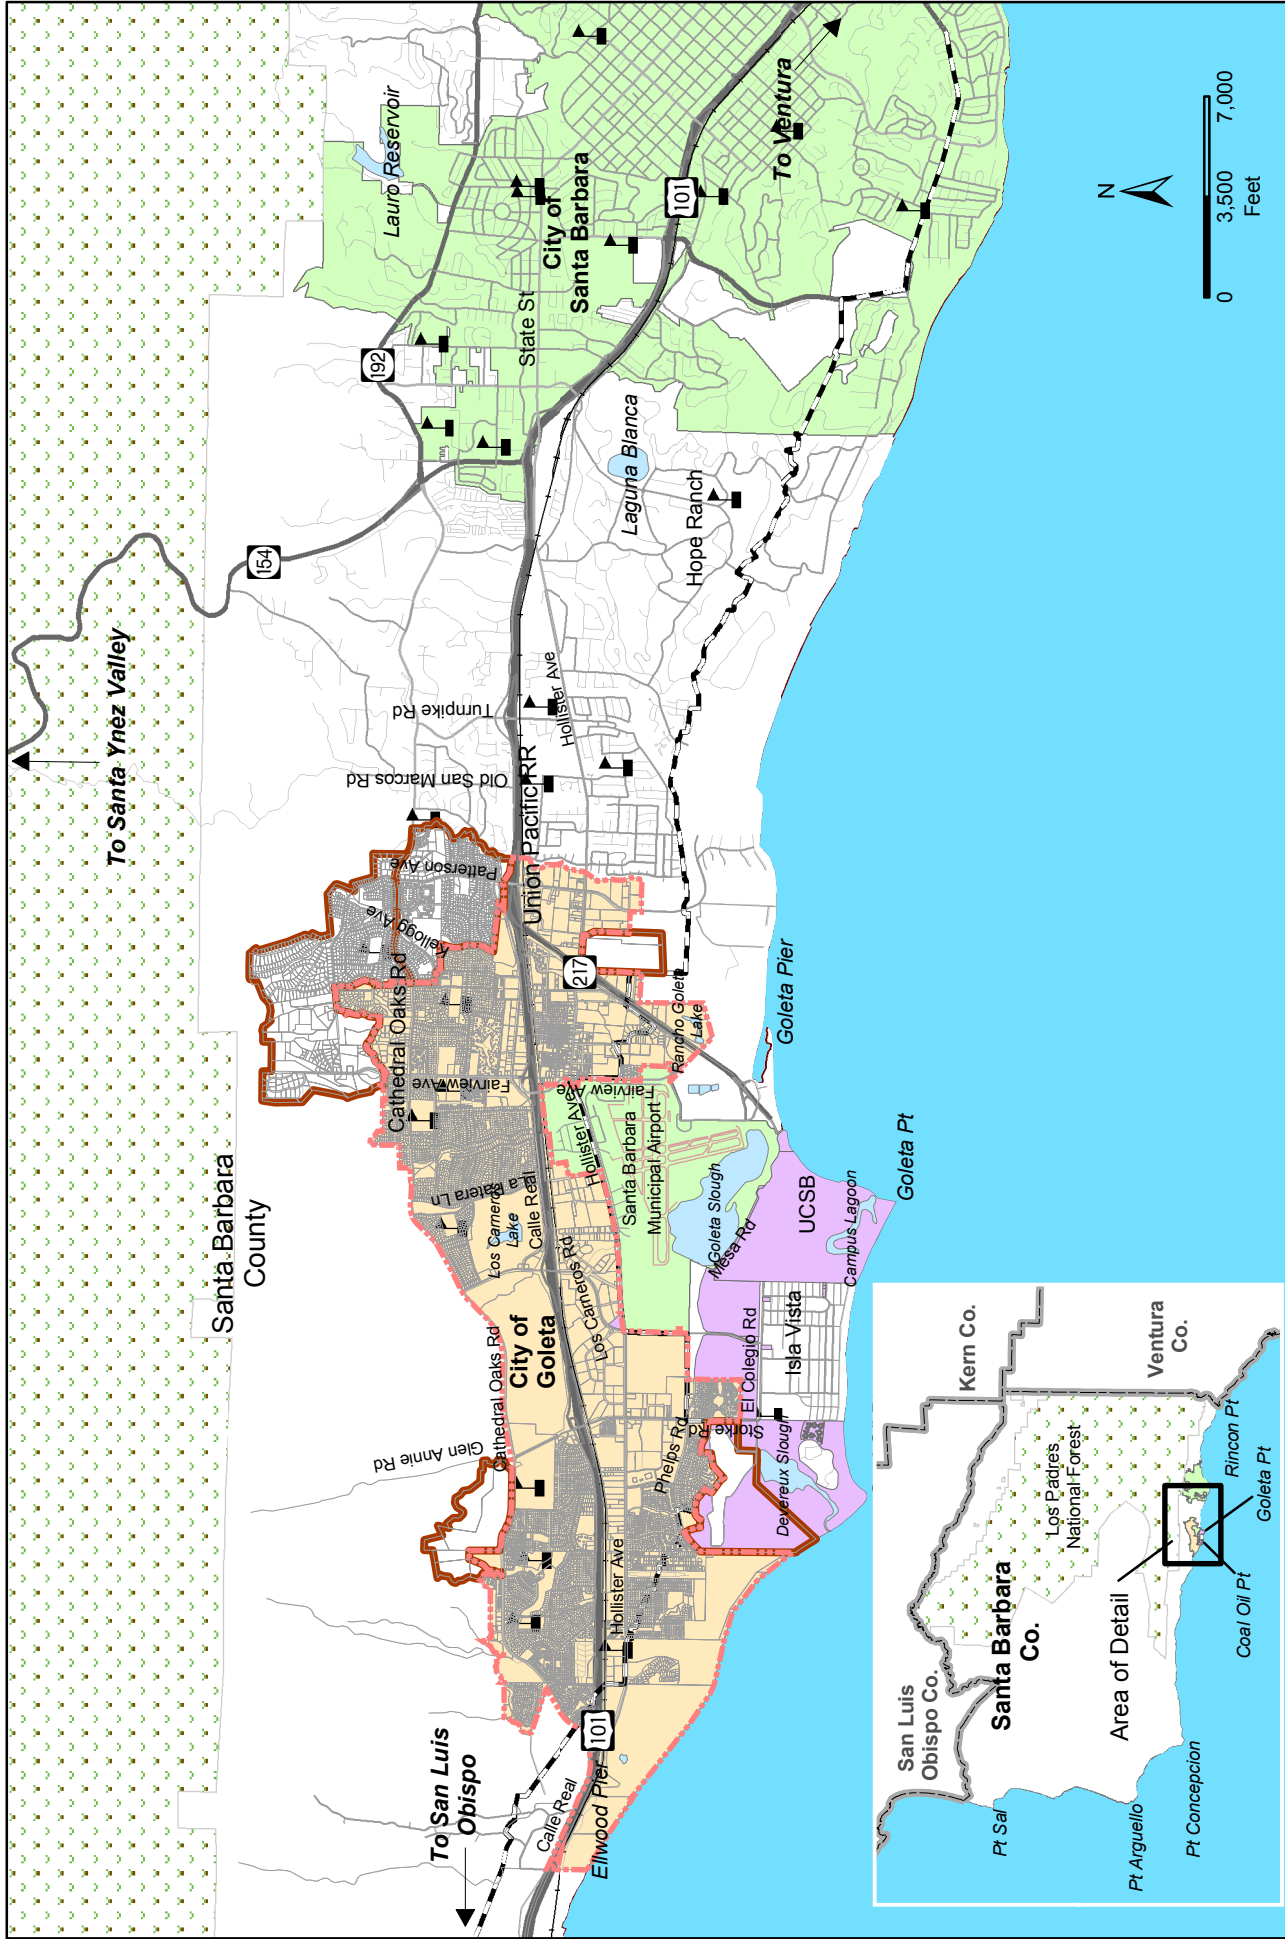 To Santa Ynez Valley
154
192
Lauro Reservoir
City of
Santa Barbara
State St
101
To Ventura
Santa Barbara
County
Turnpike Rd
Old San Marcos Rd
Hollister Ave
Union Pacific RR
Laguna Blanca
Hope Ranch
Patterson Ave
Kellogg Ave
Cathedral Oaks Rd
Fairview Ave
217
Rancho Goleta
Lake
Goleta Pier
Fairview Ave
Hollister Ave
Santa Barbara
Municipal Airport
La Patera Ln
Los Carneros
Lake
Calle Real
Los Carneros Rd
Goleta Slough
Mesa Rd
UCSB
Campus Lagoon
Goleta Pt
City of
Goleta
Cathedral Oaks Rd
Glen Annie Rd
El Colegio Rd
Isla Vista
Storke Rd
Phelps Rd
Devereux Slough
Hollister Ave
To San Luis
Obispo
Calle Real
101
Ellwood Pier
N
0 3,500 7,000
Feet
San Luis
Obispo Co.
Kern Co.
Ventura
Co.
Santa Barbara
Co.
Los Padres
National Forest
Area of Detail
Pt Sal
Pt Arguello
Pt Concepcion
Coal Oil Pt
Goleta Pt
Rincon Pt